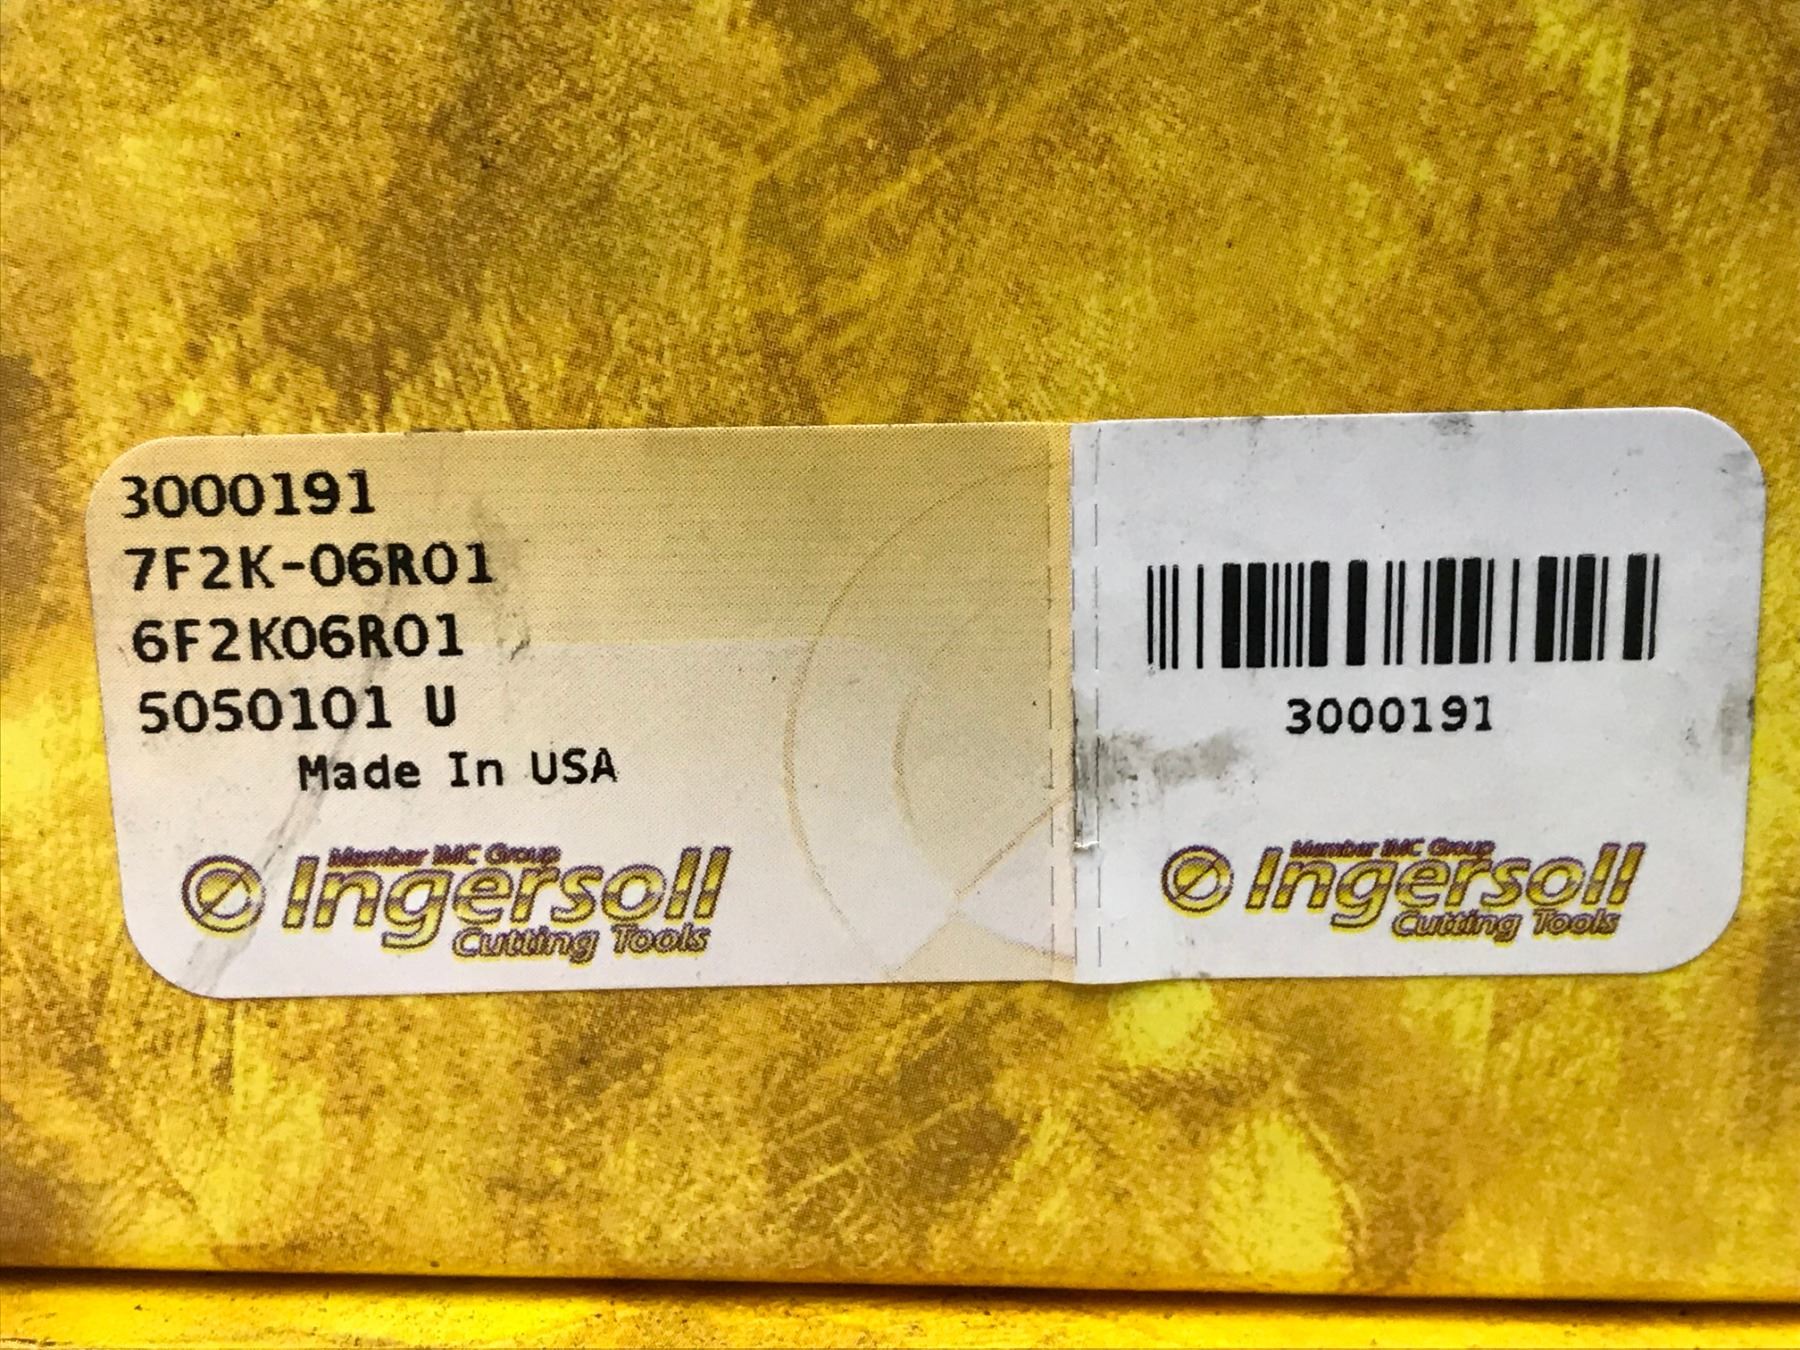 3000191
7F2K-06R01
6F2K06R01
5050101 U
Made In USA
Member IMC Group
Ingersoll
Cutting Tools
3000191
Member IMC Group
Ingersoll
Cutting Tools